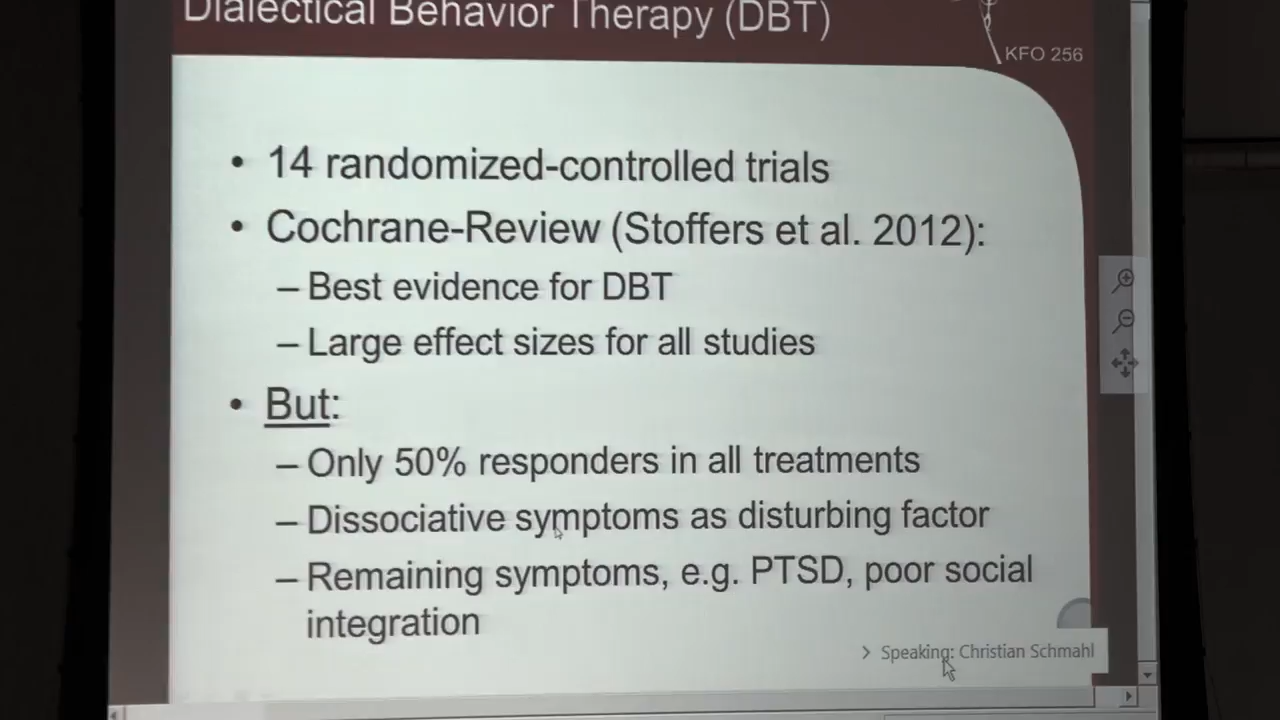 Dialectical Behavior Therapy (DBT)
KFO 256
• 14 randomized-controlled trials
• Cochrane-Review (Stoffers et al. 2012):
– Best evidence for DBT
– Large effect sizes for all studies
• But:
– Only 50% responders in all treatments
– Dissociative symptoms as disturbing factor
– Remaining symptoms, e.g. PTSD, poor social
integration
> Speaking: Christian Schmahl